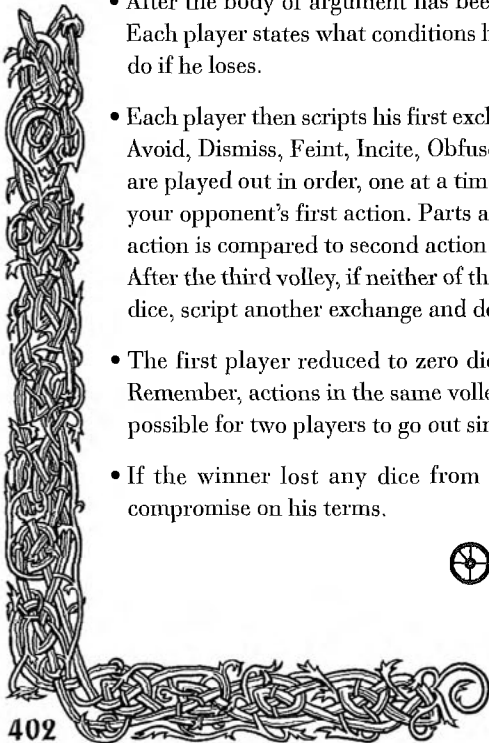 • After the body of argument has bee
Each player states what conditions h
do if he loses.
• Each player then scripts his first excl
Avoid, Dismiss, Feint, Incite, Obfus
are played out in order, one at a tim
your opponent's first action. Parts a
action is compared to second action
After the third volley, if neither of th
dice, script another exchange and d
• The first player reduced to zero di
Remember, actions in the same volle
possible for two players to go out si
• If the winner lost any dice from
compromise on his terms.
402